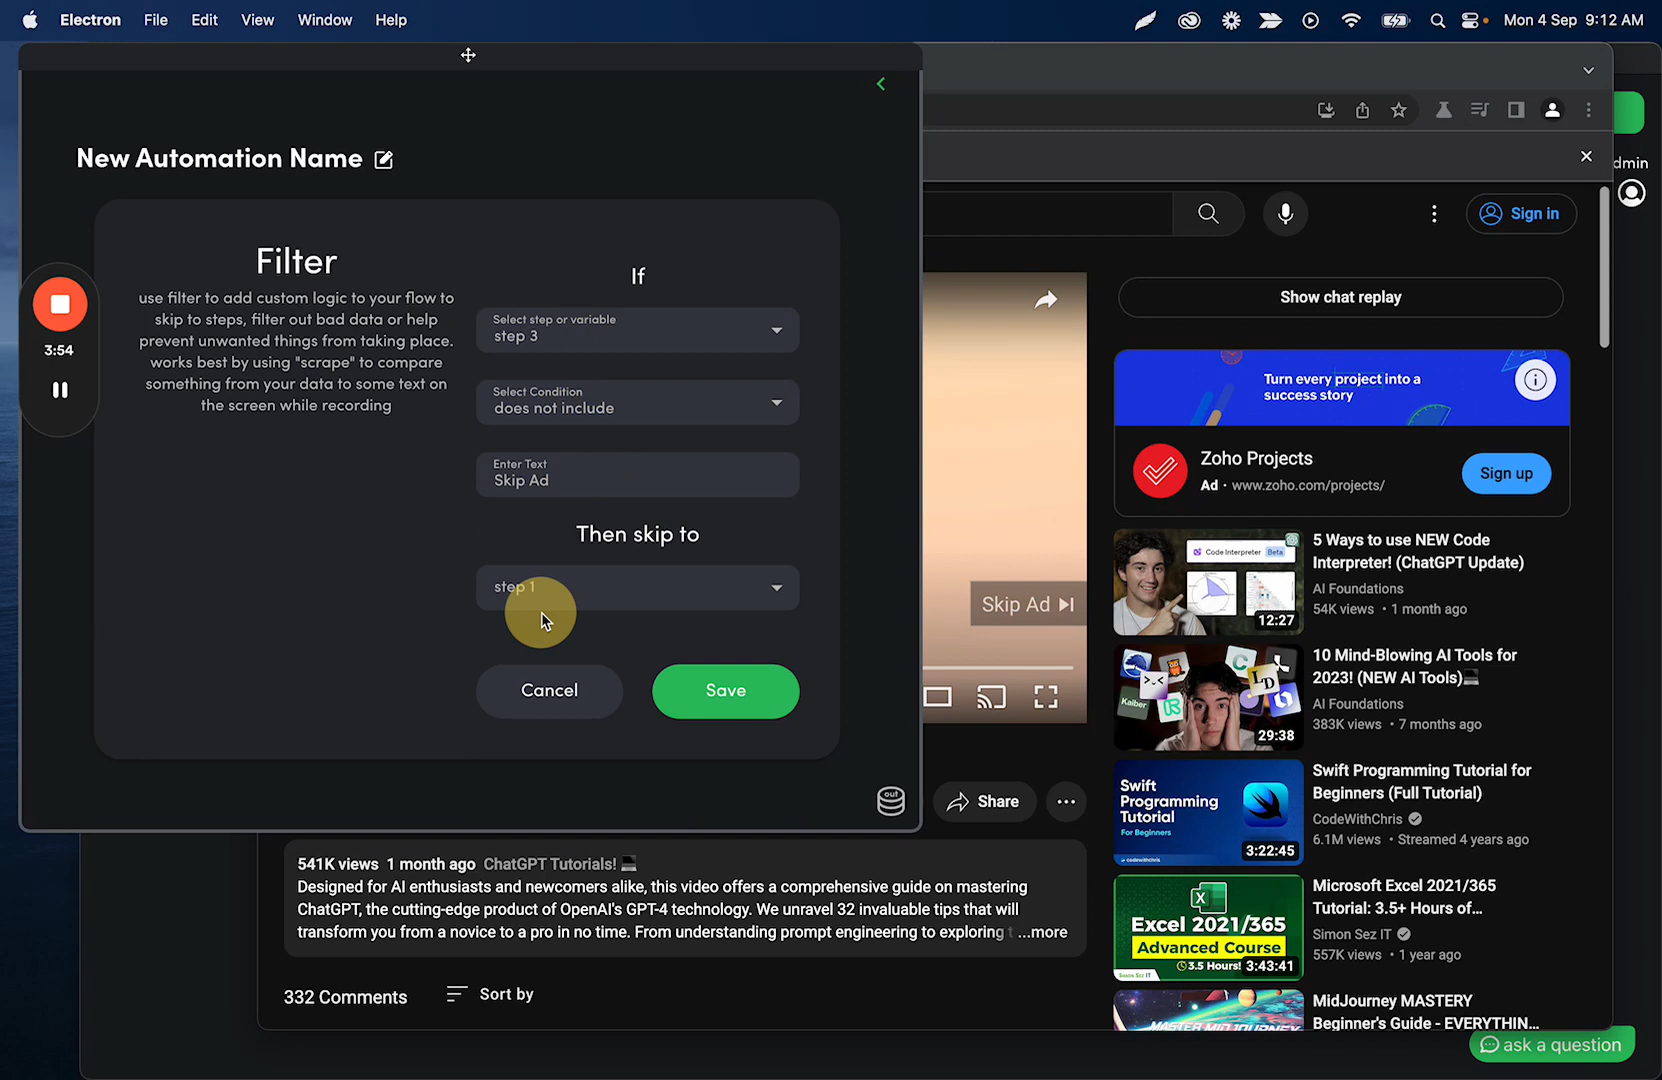 Electron File Edit View Window Help
Mon 4 Sep 9:12 AM
New Automation Name
Filter
use filter to add custom logic to your flow to
skip to steps, filter out bad data or help
prevent unwanted things from taking place.
works best by using "scrape" to compare
something from your data to some text on
the screen while recording
3:54
If
Select step or variable
step 3
Select Condition
does not include
Enter Text
Skip Ad
Then skip to
step 1
Cancel
Save
out
dmin
Sign in
Show chat replay
Turn every project into a
success story
Zoho Projects
Ad · www.zoho.com/projects/
Sign up
Skip Ad
Code Interpreter Beta
12:27
5 Ways to use NEW Code
Interpreter! (ChatGPT Update)
AI Foundations
54K views • 1 month ago
Kaiber
LD
29:38
10 Mind-Blowing AI Tools for
2023! (NEW AI Tools)
AI Foundations
383K views • 7 months ago
Swift
Programming
Tutorial
For Beginners
codewithchris
3:22:45
Swift Programming Tutorial for
Beginners (Full Tutorial)
CodeWithChris
6.1M views • Streamed 4 years ago
X
Excel 2021/365
Advanced Course
3.5 Hours!
SIMON SEZ IT
3:43:41
Microsoft Excel 2021/365
Tutorial: 3.5+ Hours of...
Simon Sez IT
557K views • 1 year ago
MASTER MIDJOURNEY
MidJourney MASTERY
Beginner's Guide - EVERYTHIN...
Share
541K views 1 month ago ChatGPT Tutorials!
Designed for AI enthusiasts and newcomers alike, this video offers a comprehensive guide on mastering
ChatGPT, the cutting-edge product of OpenAI's GPT-4 technology. We unravel 32 invaluable tips that will
transform you from a novice to a pro in no time. From understanding prompt engineering to exploring t ...more
332 Comments
Sort by
ask a question